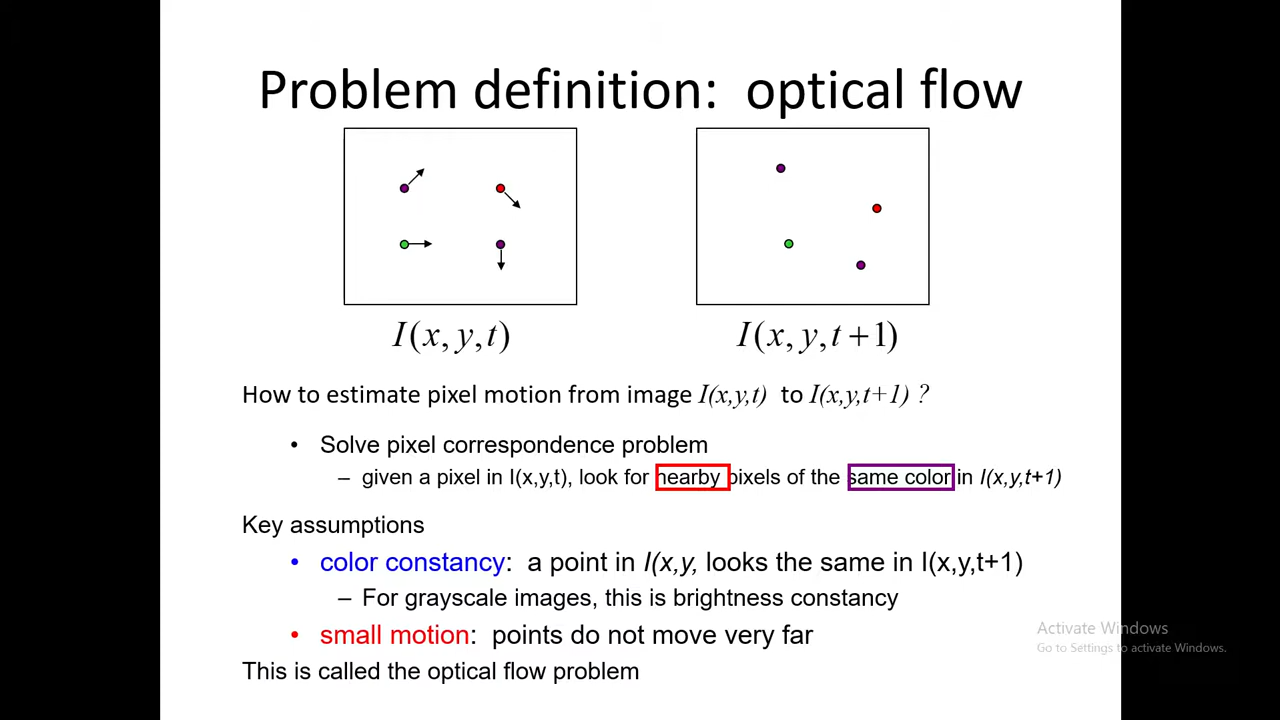 Problem definition: optical flow
I(x, y, t)
I(x, y, t + 1)
How to estimate pixel motion from image I(x,y,t) to I(x,y,t+1) ?
• Solve pixel correspondence problem
– given a pixel in I(x,y,t), look for nearby pixels of the same color in I(x,y,t+1)
Key assumptions
• color constancy: a point in I(x,y, looks the same in I(x,y,t+1)
– For grayscale images, this is brightness constancy
• small motion: points do not move very far
This is called the optical flow problem
Activate Windows
Go to Settings to activate Windows.